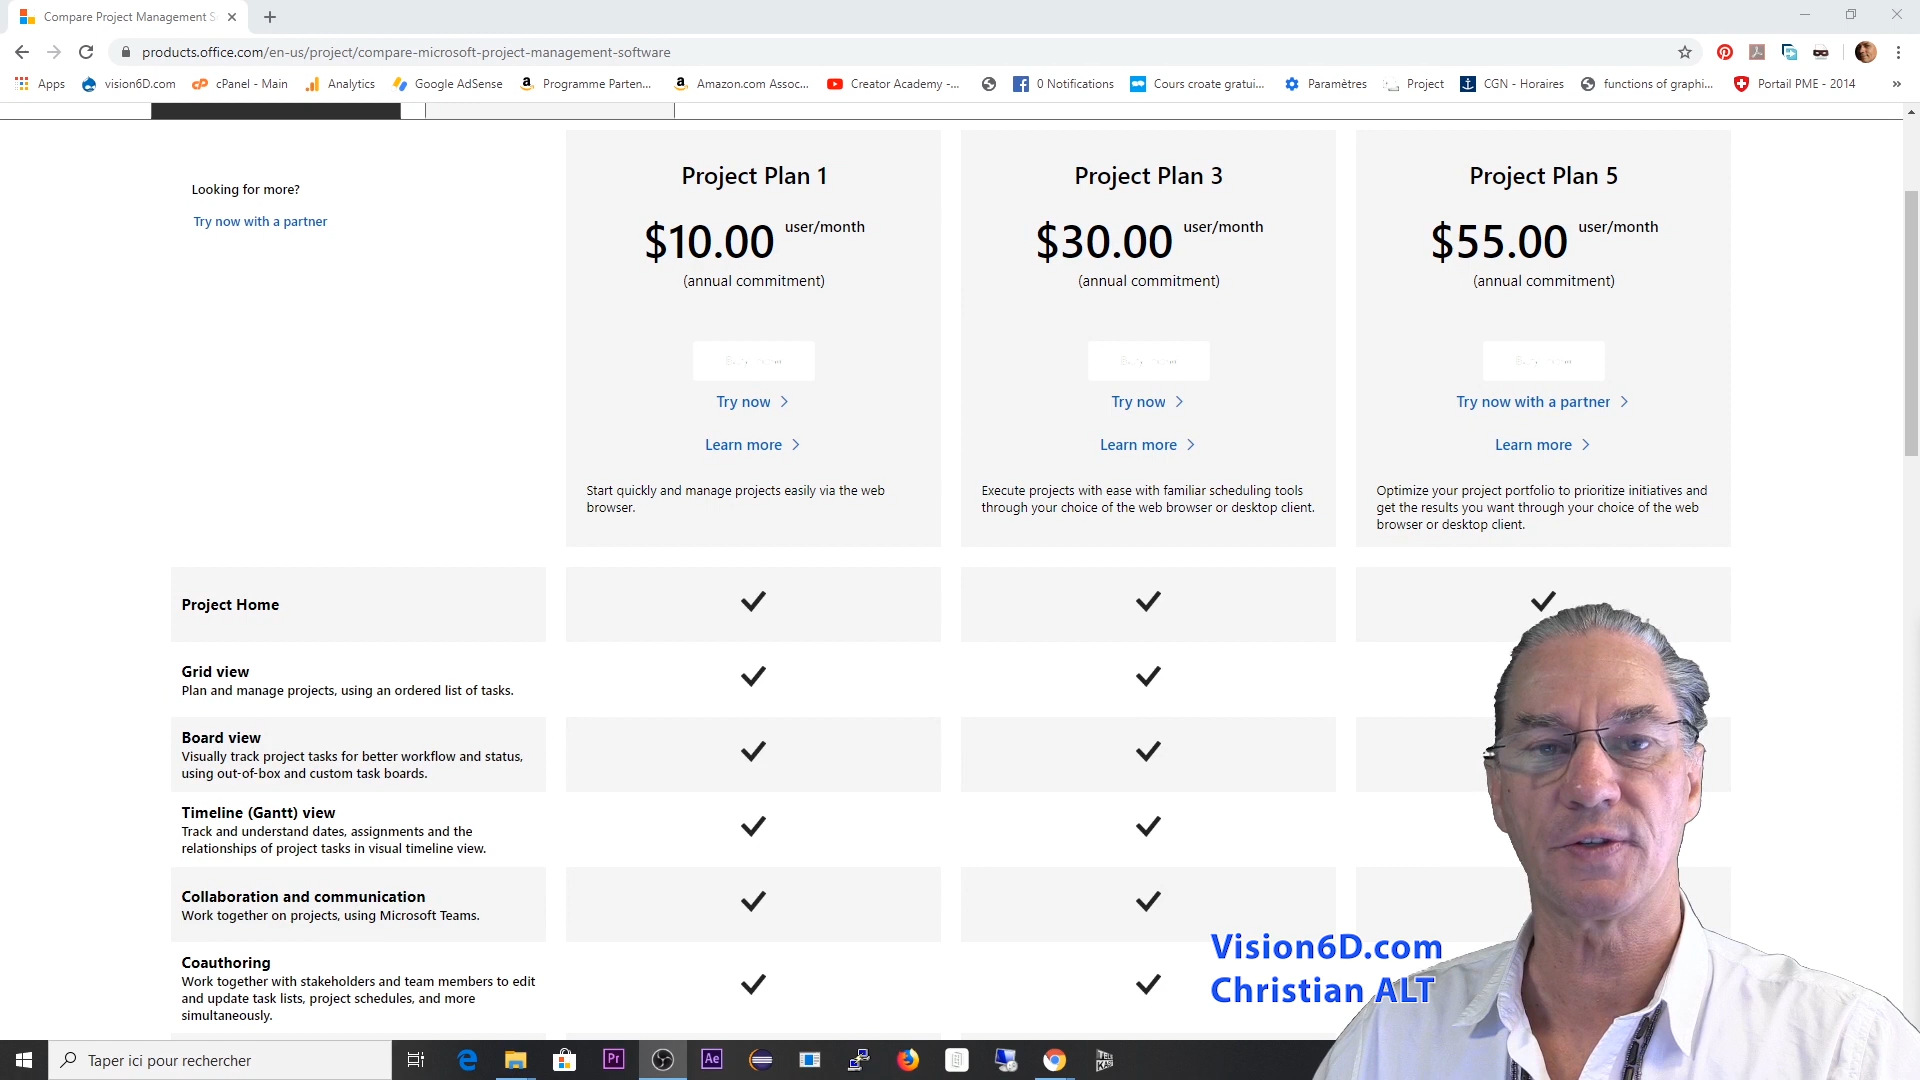 Compare Project Management S
products.office.com/en-us/project/compare-microsoft-project-management-software
Apps
vision6D.com
cPanel - Main
Analytics
Google AdSense
Programme Parten...
Amazon.com Assoc...
Creator Academy -...
0 Notifications
Cours create gratui...
Paramètres
Project
CGN - Horaires
functions of graphi...
Portail PME - 2014
»
Looking for more?
Try now with a partner
Project Plan 1
$10.00 user/month
(annual commitment)
Try now
Learn more
Start quickly and manage projects easily via the web
browser.
Project Plan 3
$30.00 user/month
(annual commitment)
Try now
Learn more
Execute projects with ease with familiar scheduling tools
through your choice of the web browser or desktop client.
Project Plan 5
$55.00 user/month
(annual commitment)
Try now with a partner
Learn more
Optimize your project portfolio to prioritize initiatives and
get the results you want through your choice of the web
browser or desktop client.
Project Home
Grid view
Plan and manage projects, using an ordered list of tasks.
Board view
Visually track project tasks for better workflow and status,
using out-of-box and custom task boards.
Timeline (Gantt) view
Track and understand dates, assignments and the
relationships of project tasks in visual timeline view.
Collaboration and communication
Work together on projects, using Microsoft Teams.
Coauthoring
Work together with stakeholders and team members to edit
and update task lists, project schedules, and more
simultaneously.
Vision6D.com
Christian ALT
Taper ici pour rechercher
Pr
Ae